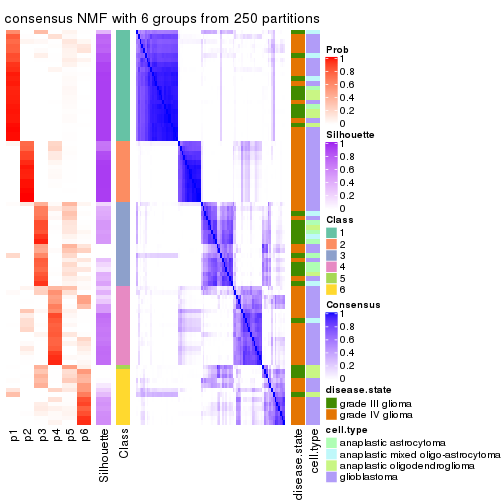 consensus NMF with 6 groups from 250 partitions
Prob
1
0.8
0.6
0.4
0.2
0
Silhouette
1
0.8
0.6
0.4
0.2
0
Class
1
2
3
4
5
6
Consensus
1
0.8
0.6
0.4
0.2
0
disease.state
grade III glioma
grade IV glioma
cell.type
anaplastic astrocytoma
anaplastic mixed oligo-astrocytoma
anaplastic oligodendroglioma
glioblastoma
p1
p2
p3
p4
p5
p6
Silhouette
Class
disease.state
cell.type